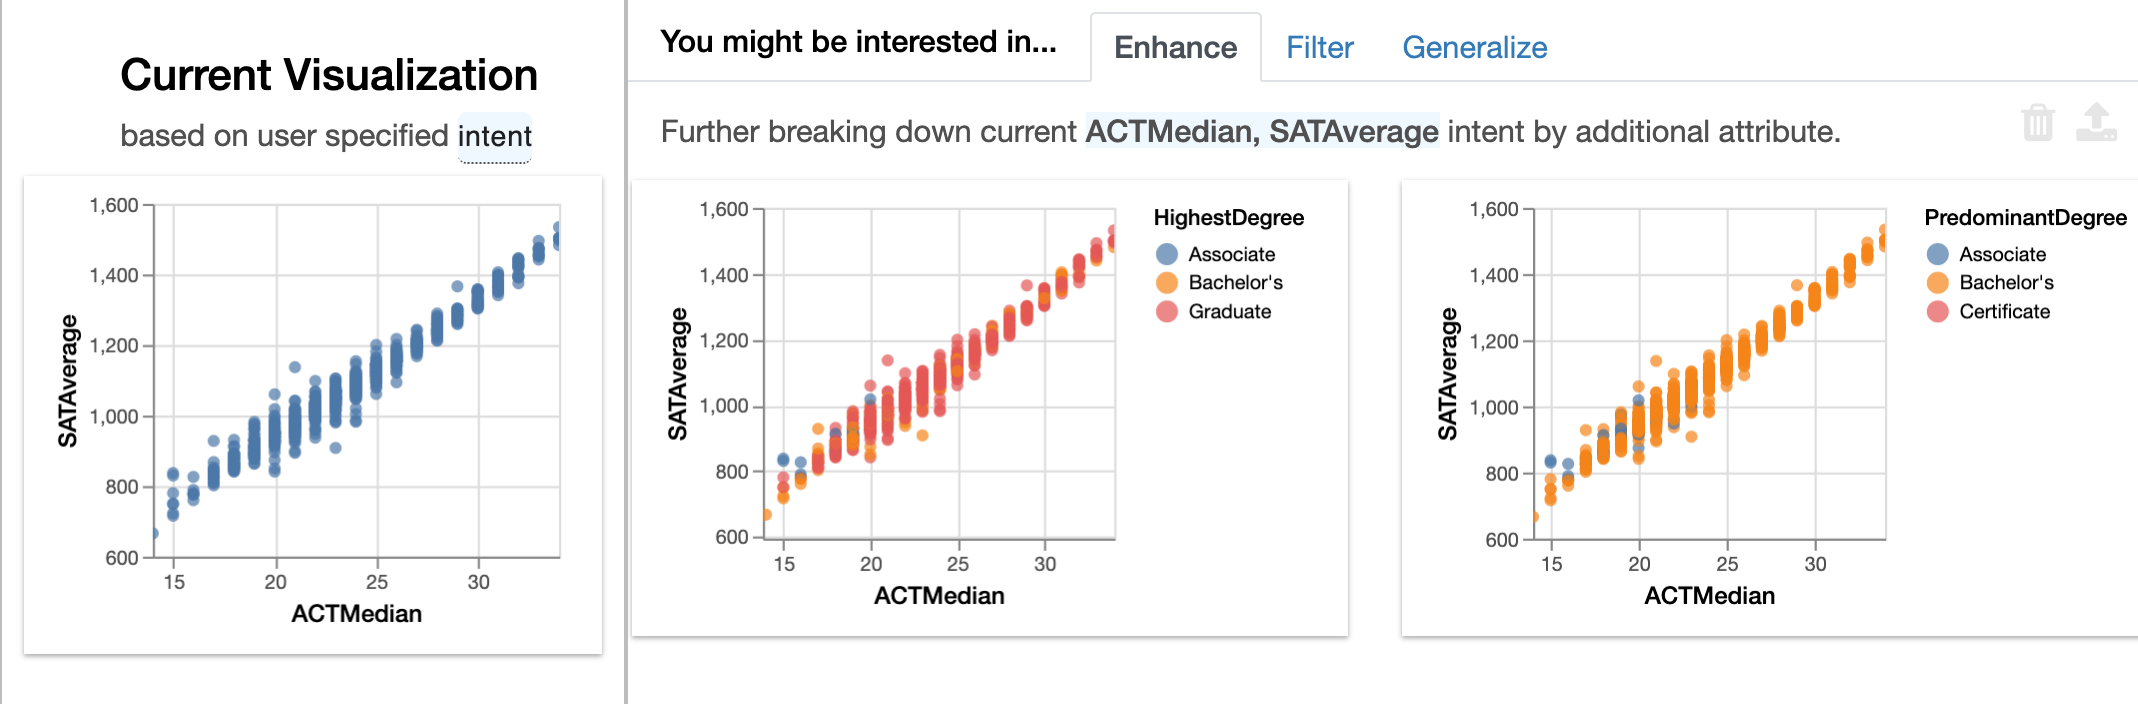 Current Visualization
based on user specified intent
1,600
1,400
1,200
1,000
800
600
SATAverage
15 20 25 30
ACTMedian
You might be interested in... Enhance Filter Generalize
Further breaking down current ACTMedian, SATAverage intent by additional attribute.
1,600
1,400
1,200
1,000
800
600
SATAverage
15 20 25 30
ACTMedian
HighestDegree
Associate
Bachelor's
Graduate
1,600
1,400
1,200
1,000
800
600
SATAverage
15 20 25 30
ACTMedian
PredominantDegree
Associate
Bachelor's
Certificate